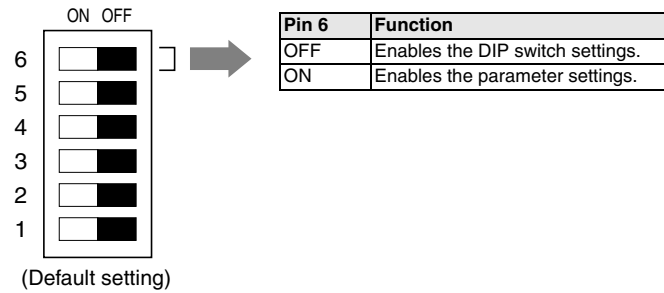 ON OFF
6
5
4
3
2
1
(Default setting)
Pin 6 Function
OFF Enables the DIP switch settings.
ON Enables the parameter settings.